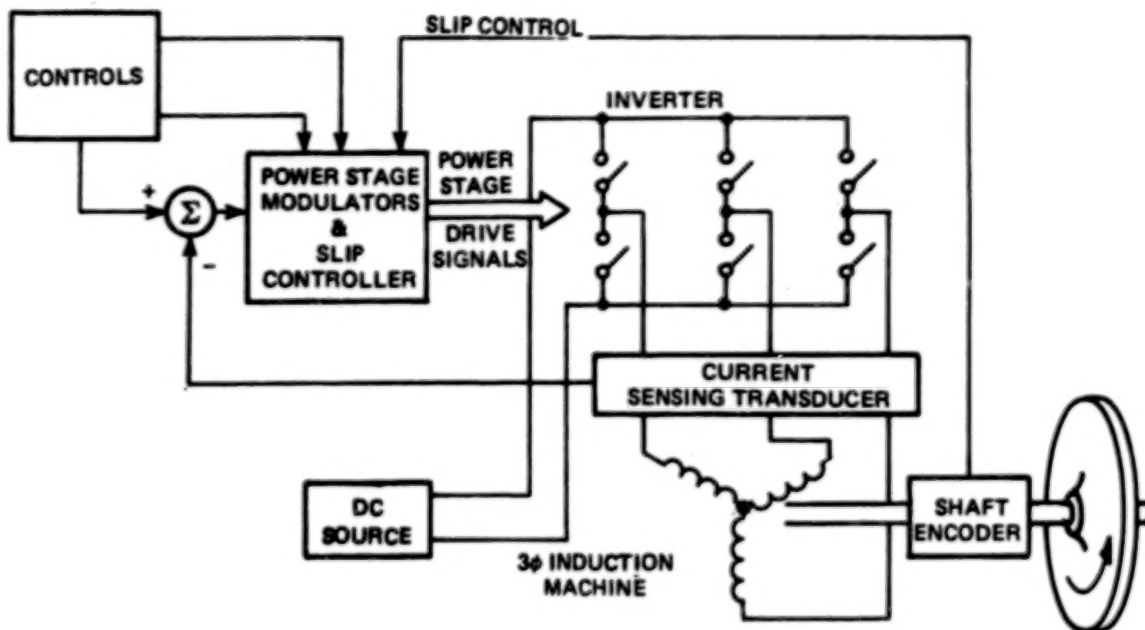 SLIP CONTROL
CONTROLS
INVERTER
+
Σ
-
POWER STAGE
MODULATORS
&
SLIP
CONTROLLER
POWER
STAGE
DRIVE
SIGNALS
CURRENT
SENSING TRANSDUCER
DC
SOURCE
3ϕ INDUCTION
MACHINE
SHAFT
ENCODER